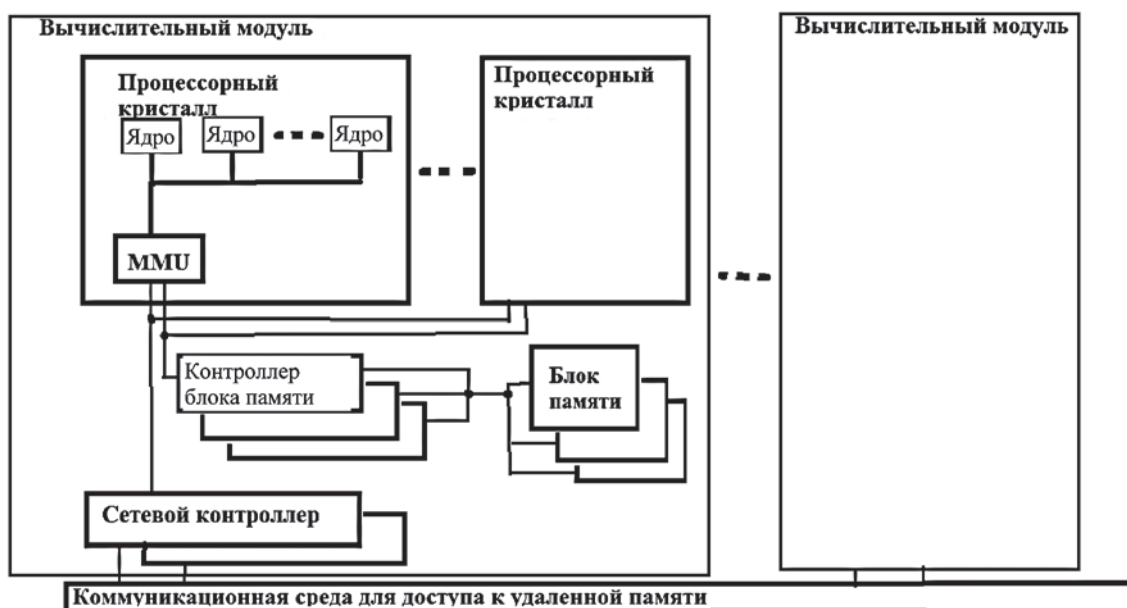 Вычислительный модуль
Вычислительный модуль
Процессорный
кристалл
Процессорный
кристалл
Ядро
Ядро
Ядро
MMU
Контроллер
блока памяти
Блок
памяти
Сетевой контроллер
Коммуникационная среда для доступа к удаленной памяти